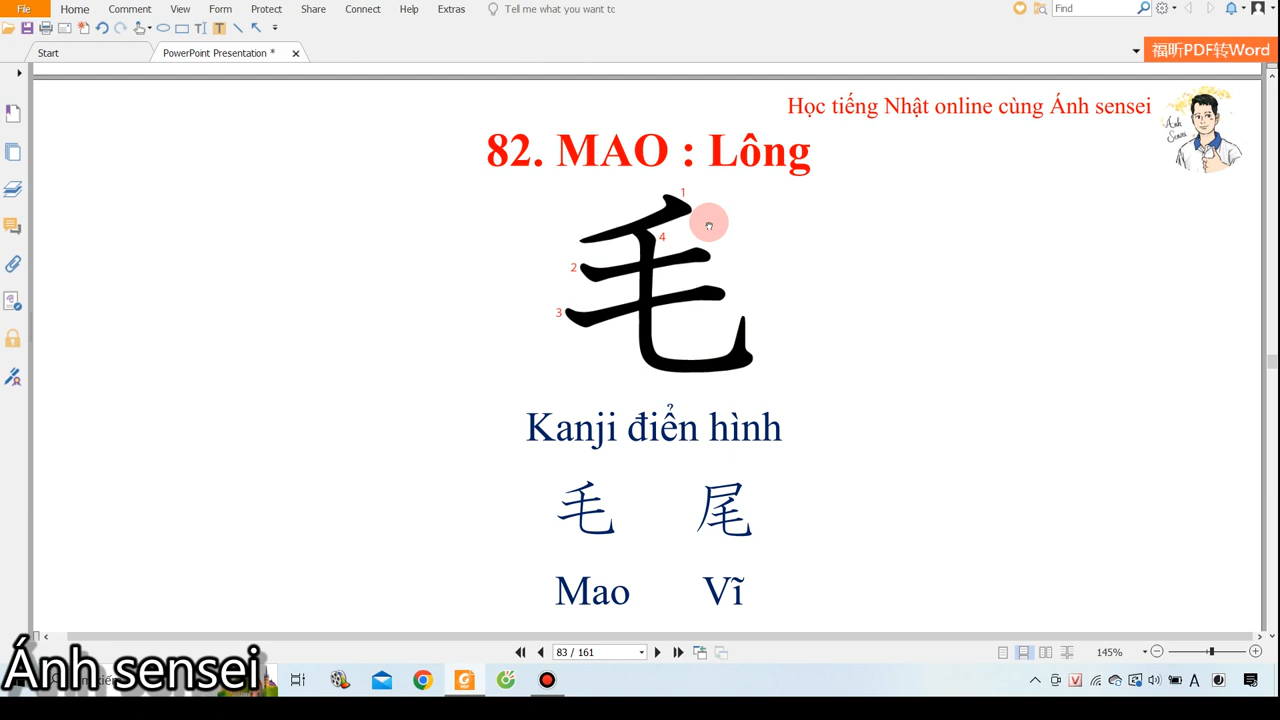 File Home Comment View Form Protect Share Connect Help Extras Tell me what you want to Find
Start PowerPoint Presentation * 福昕PDF转Word
Học tiếng Nhật online cùng Ánh sensei
Ánh Sensei
82. MAO : Lông
毛
1
4
2
3
Kanji điển hình
毛 尾
Mao Vĩ
83 / 161 145%
Ánh sensei